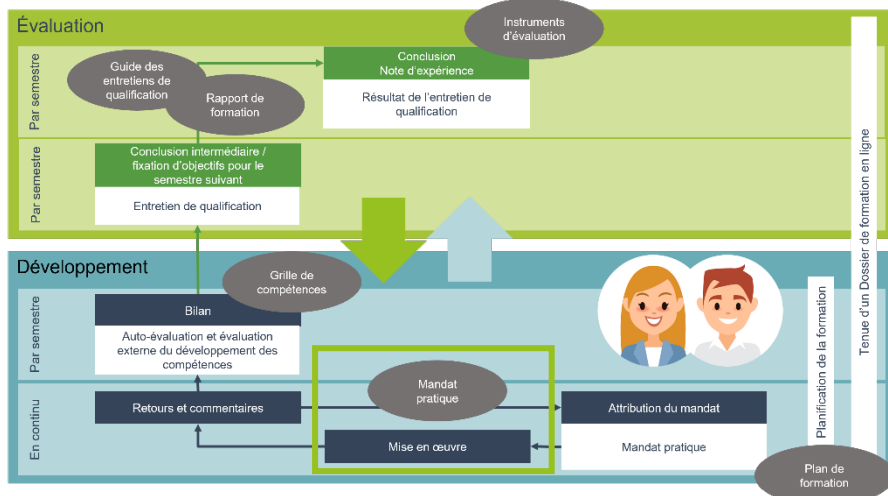 Évaluation
Instruments
d'évaluation
Par semestre
Guide des
entretiens de
qualification
Rapport de
formation
Conclusion
Note d'expérience
Résultat de l'entretien de
qualification
Par semestre
Conclusion intermédiaire /
fixation d'objectifs pour le
semestre suivant
Entretien de qualification
Développement
Grille de
compétences
Par semestre
Bilan
Auto-évaluation et évaluation
externe du développement des
compétences
En continu
Retours et commentaires
Mandat
pratique
Mise en œuvre
Attribution du mandat
Mandat pratique
Planification de la formation
Tenue d'un Dossier de formation en ligne
Plan de
formation